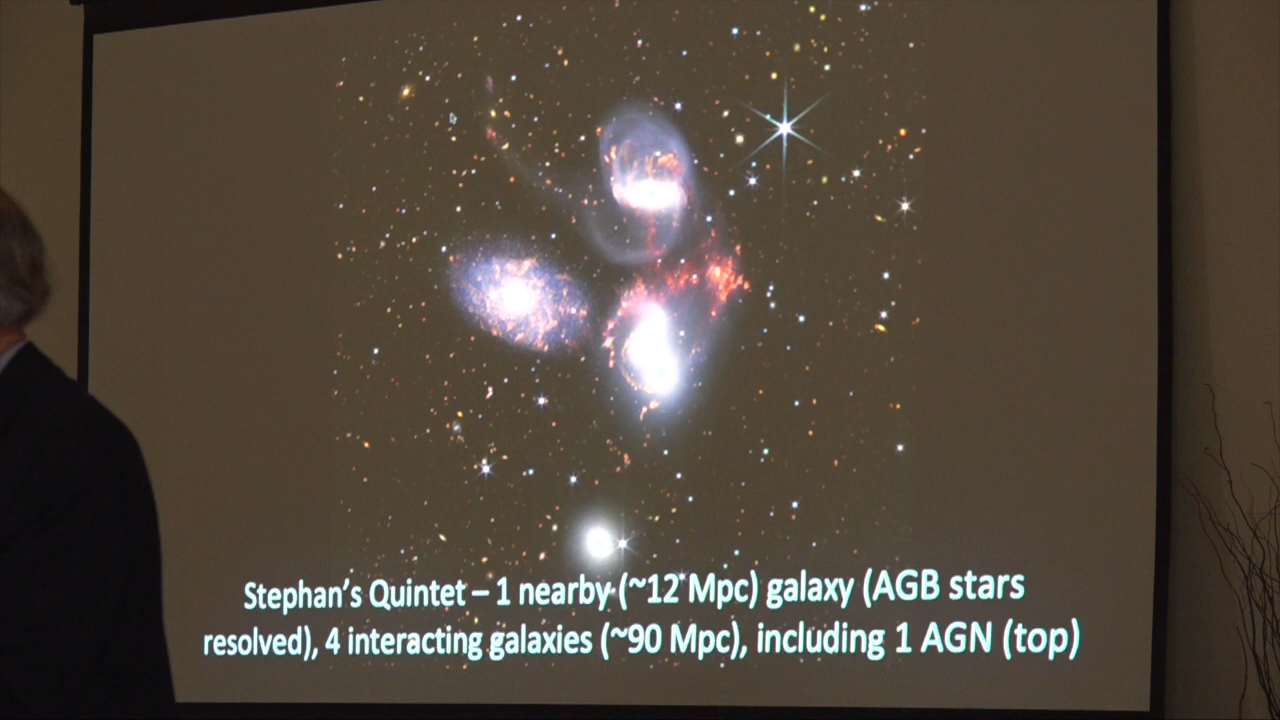 Stephan's Quintet – 1 nearby (~12 Mpc) galaxy (AGB stars
resolved), 4 interacting galaxies (~90 Mpc), including 1 AGN (top)